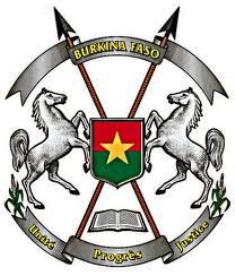 BURKINA FASO
Unité Progrès Justice